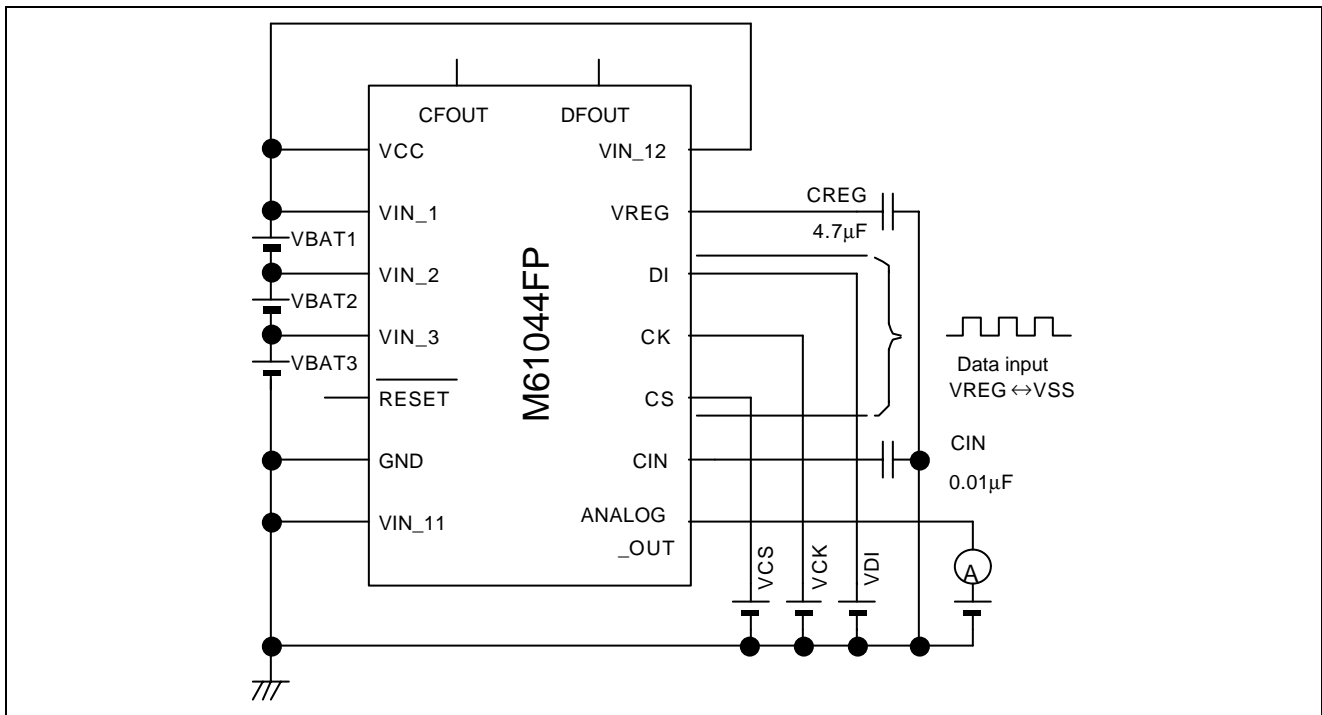 CFOUT
DFOUT
VCC
VIN_12
VIN_1
VREG
CREG
4.7µF
VBAT1
VIN_2
DI
VBAT2
VIN_3
CK
VBAT3
RESET
CS
M61044FP
Data input
VREG ↔VSS
GND
CIN
CIN
0.01µF
VIN_11
ANALOG
_OUT
VCS
VCK
VDI
A